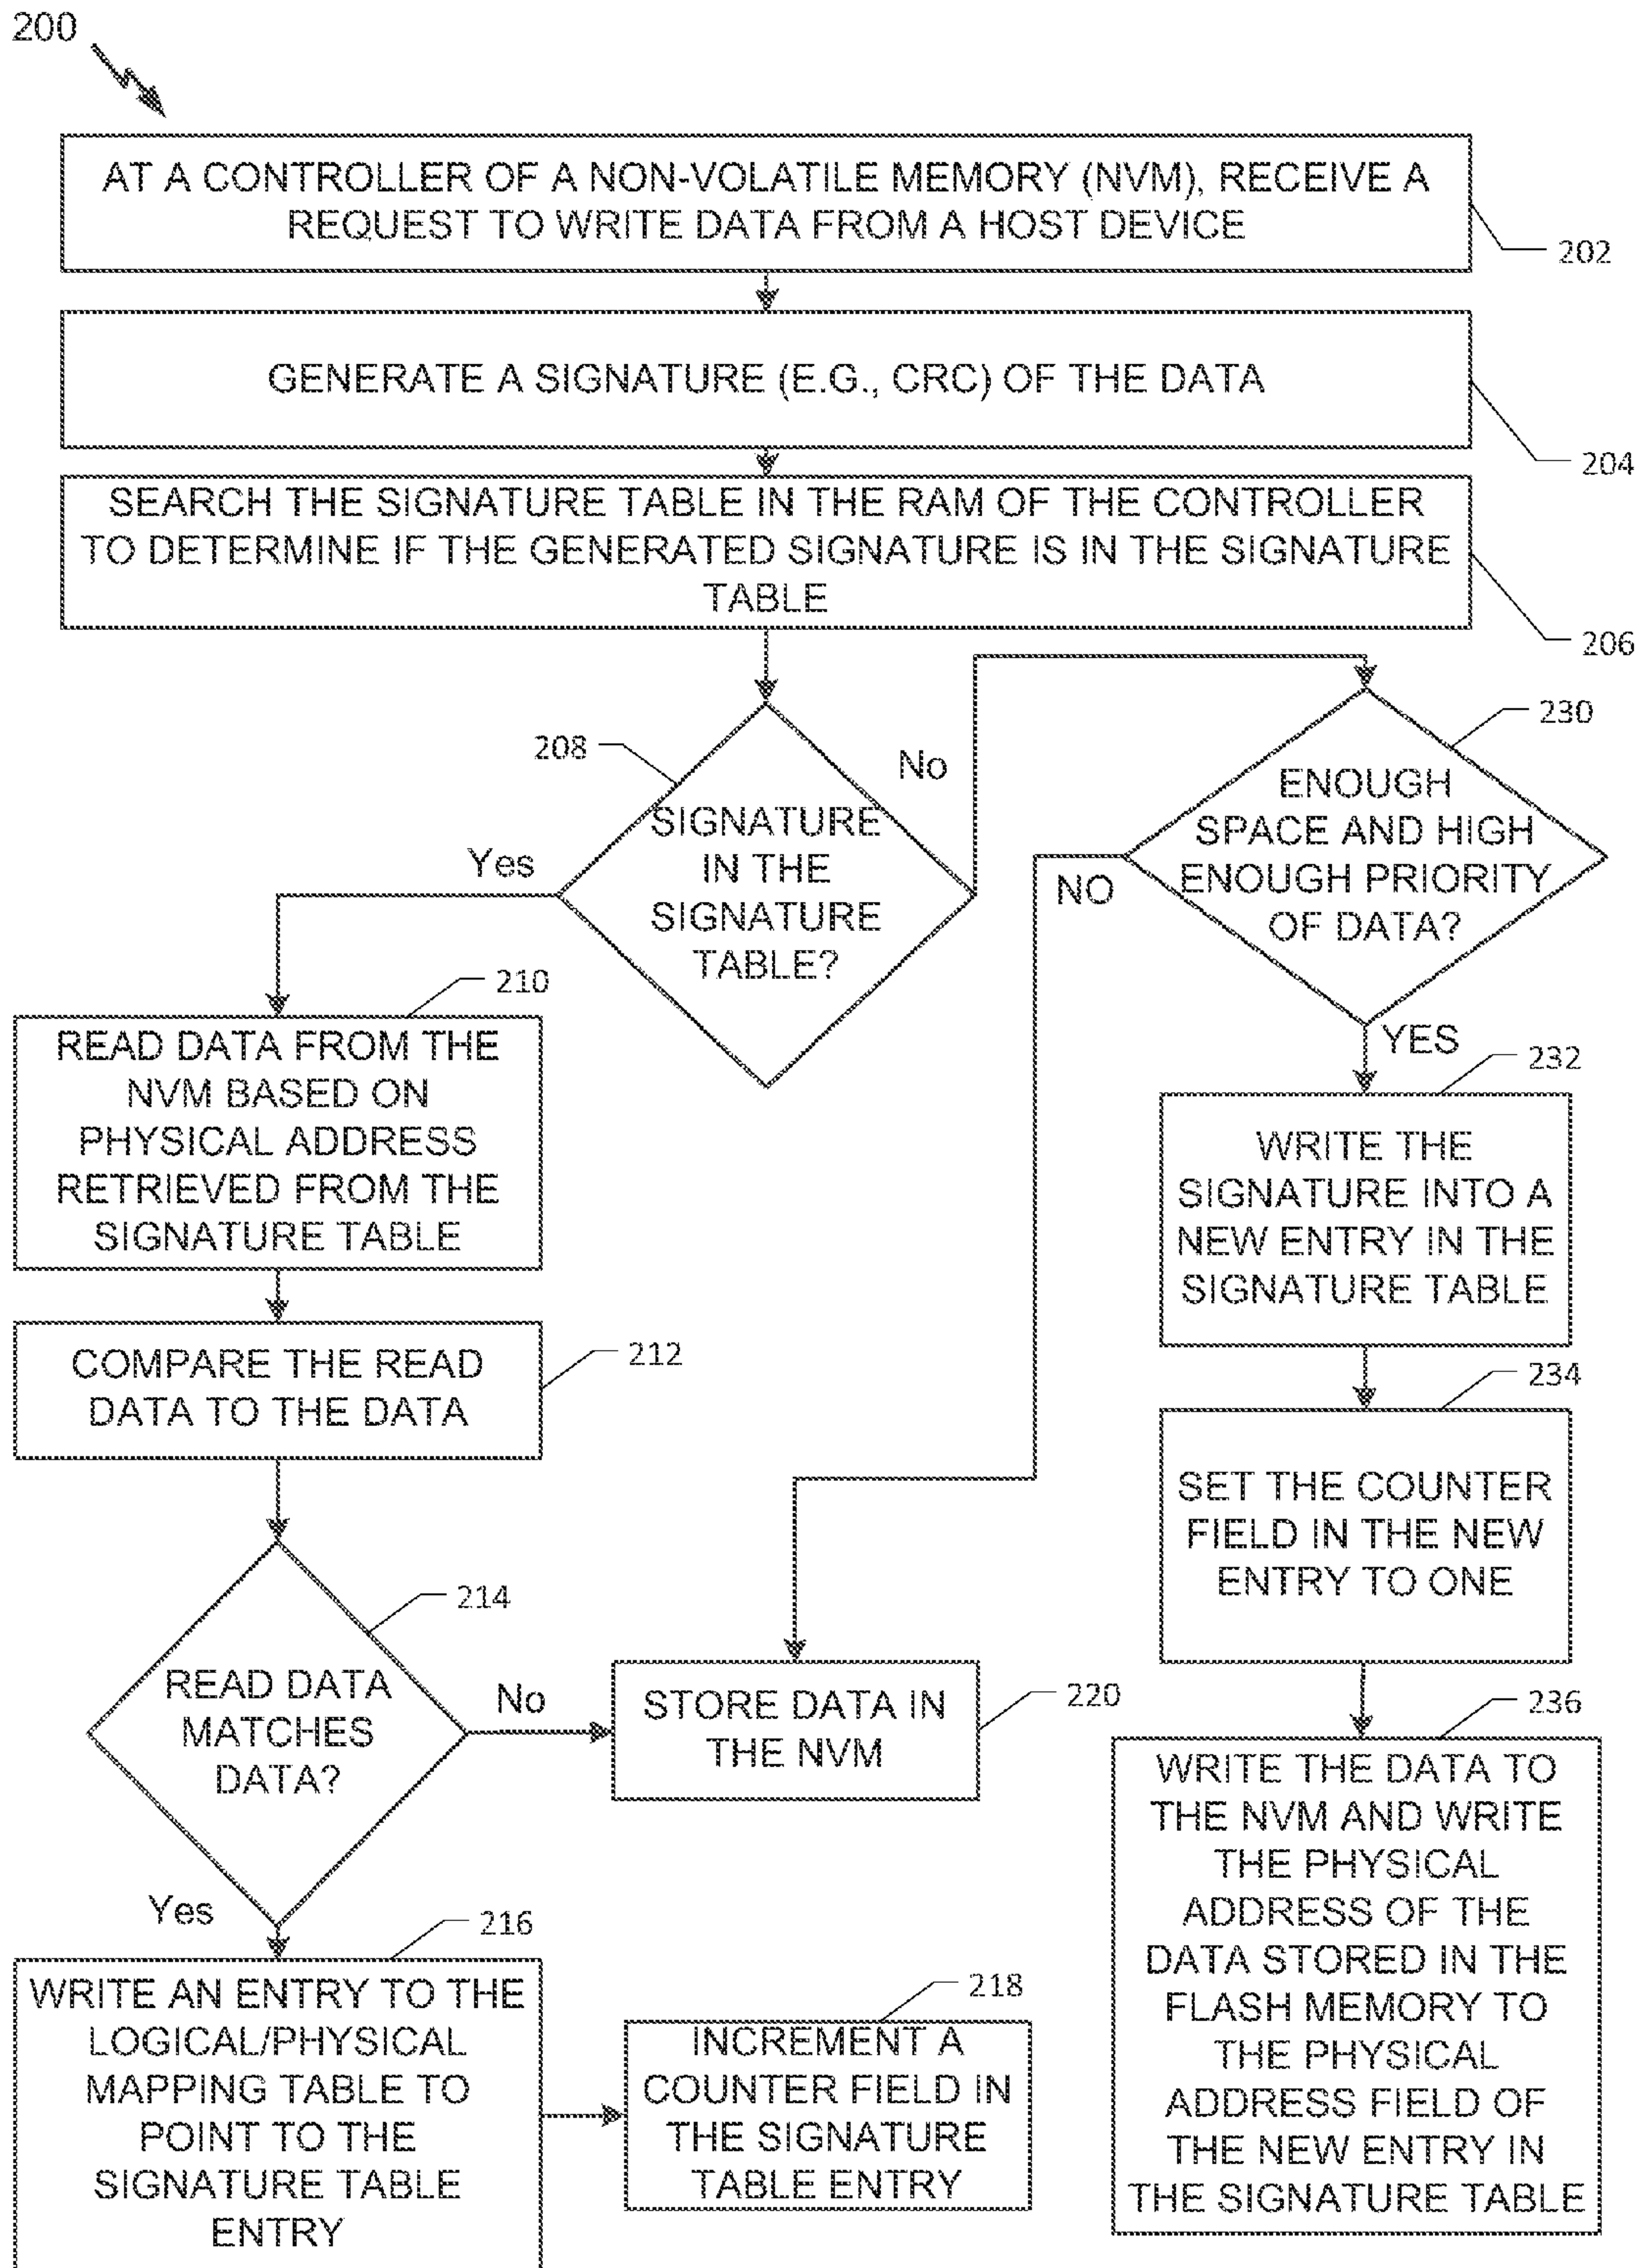 200
AT A CONTROLLER OF A NON-VOLATILE MEMORY (NVM), RECEIVE A
REQUEST TO WRITE DATA FROM A HOST DEVICE
202
GENERATE A SIGNATURE (E.G., CRC) OF THE DATA
204
SEARCH THE SIGNATURE TABLE IN THE RAM OF THE CONTROLLER
TO DETERMINE IF THE GENERATED SIGNATURE IS IN THE SIGNATURE
TABLE
206
208
SIGNATURE
IN THE
SIGNATURE
TABLE?
Yes
No
230
ENOUGH
SPACE AND HIGH
ENOUGH PRIORITY
OF DATA?
NO
YES
210
READ DATA FROM THE
NVM BASED ON
PHYSICAL ADDRESS
RETRIEVED FROM THE
SIGNATURE TABLE
232
WRITE THE
SIGNATURE INTO A
NEW ENTRY IN THE
SIGNATURE TABLE
212
COMPARE THE READ
DATA TO THE DATA
234
SET THE COUNTER
FIELD IN THE NEW
ENTRY TO ONE
214
READ DATA
MATCHES
DATA?
No
Yes
220
STORE DATA IN
THE NVM
236
WRITE THE DATA TO
THE NVM AND WRITE
THE PHYSICAL
ADDRESS OF THE
DATA STORED IN THE
FLASH MEMORY TO
THE PHYSICAL
ADDRESS FIELD OF
THE NEW ENTRY IN
THE SIGNATURE TABLE
216
WRITE AN ENTRY TO THE
LOGICAL/PHYSICAL
MAPPING TABLE TO
POINT TO THE
SIGNATURE TABLE
ENTRY
218
INCREMENT A
COUNTER FIELD IN
THE SIGNATURE
TABLE ENTRY